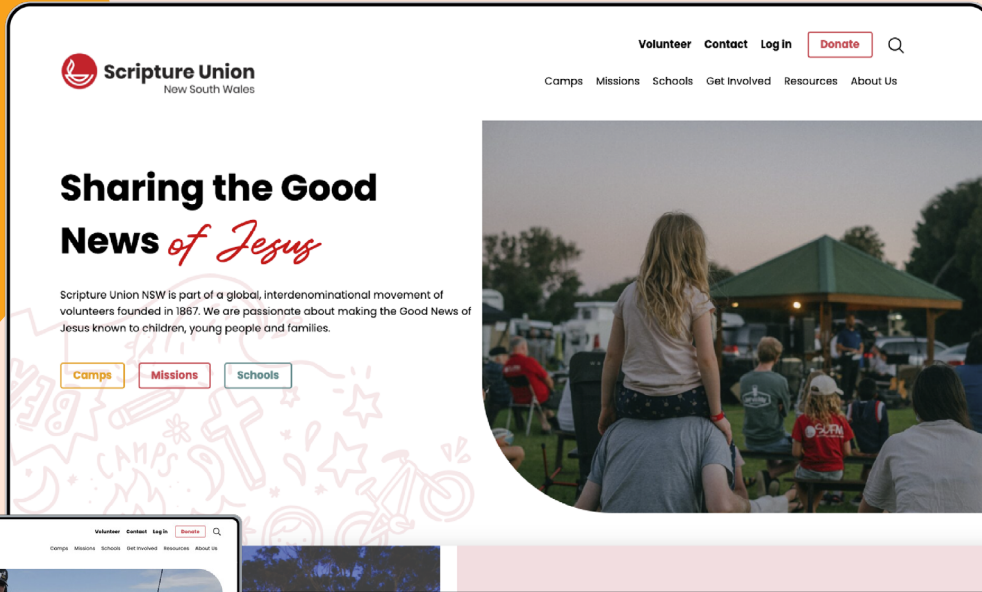 Volunteer Contact Log in Donate
Scripture Union
New South Wales
Camps Missions Schools Get Involved Resources About Us
Sharing the Good
News of Jesus
Scripture Union NSW is part of a global, interdenominational movement of
volunteers founded in 1867. We are passionate about making the Good News of
Jesus known to children, young people and families.
Camps Missions Schools
SUFM
CAMPS
Volunteer Contact Log in Donate
Camps Missions Schools Get Involved Resources About Us